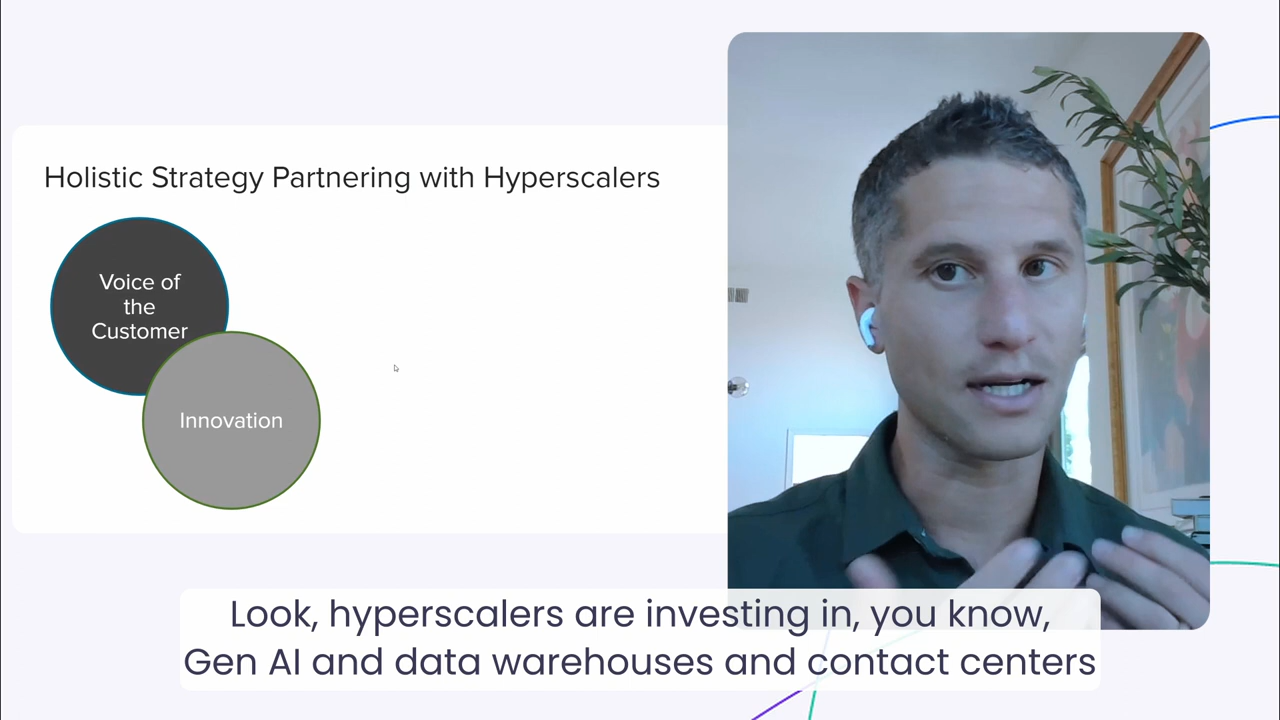 Holistic Strategy Partnering with Hyperscalers
Voice of
the
Customer
Innovation
Look, hyperscalers are investing in, you know,
Gen AI and data warehouses and contact centers